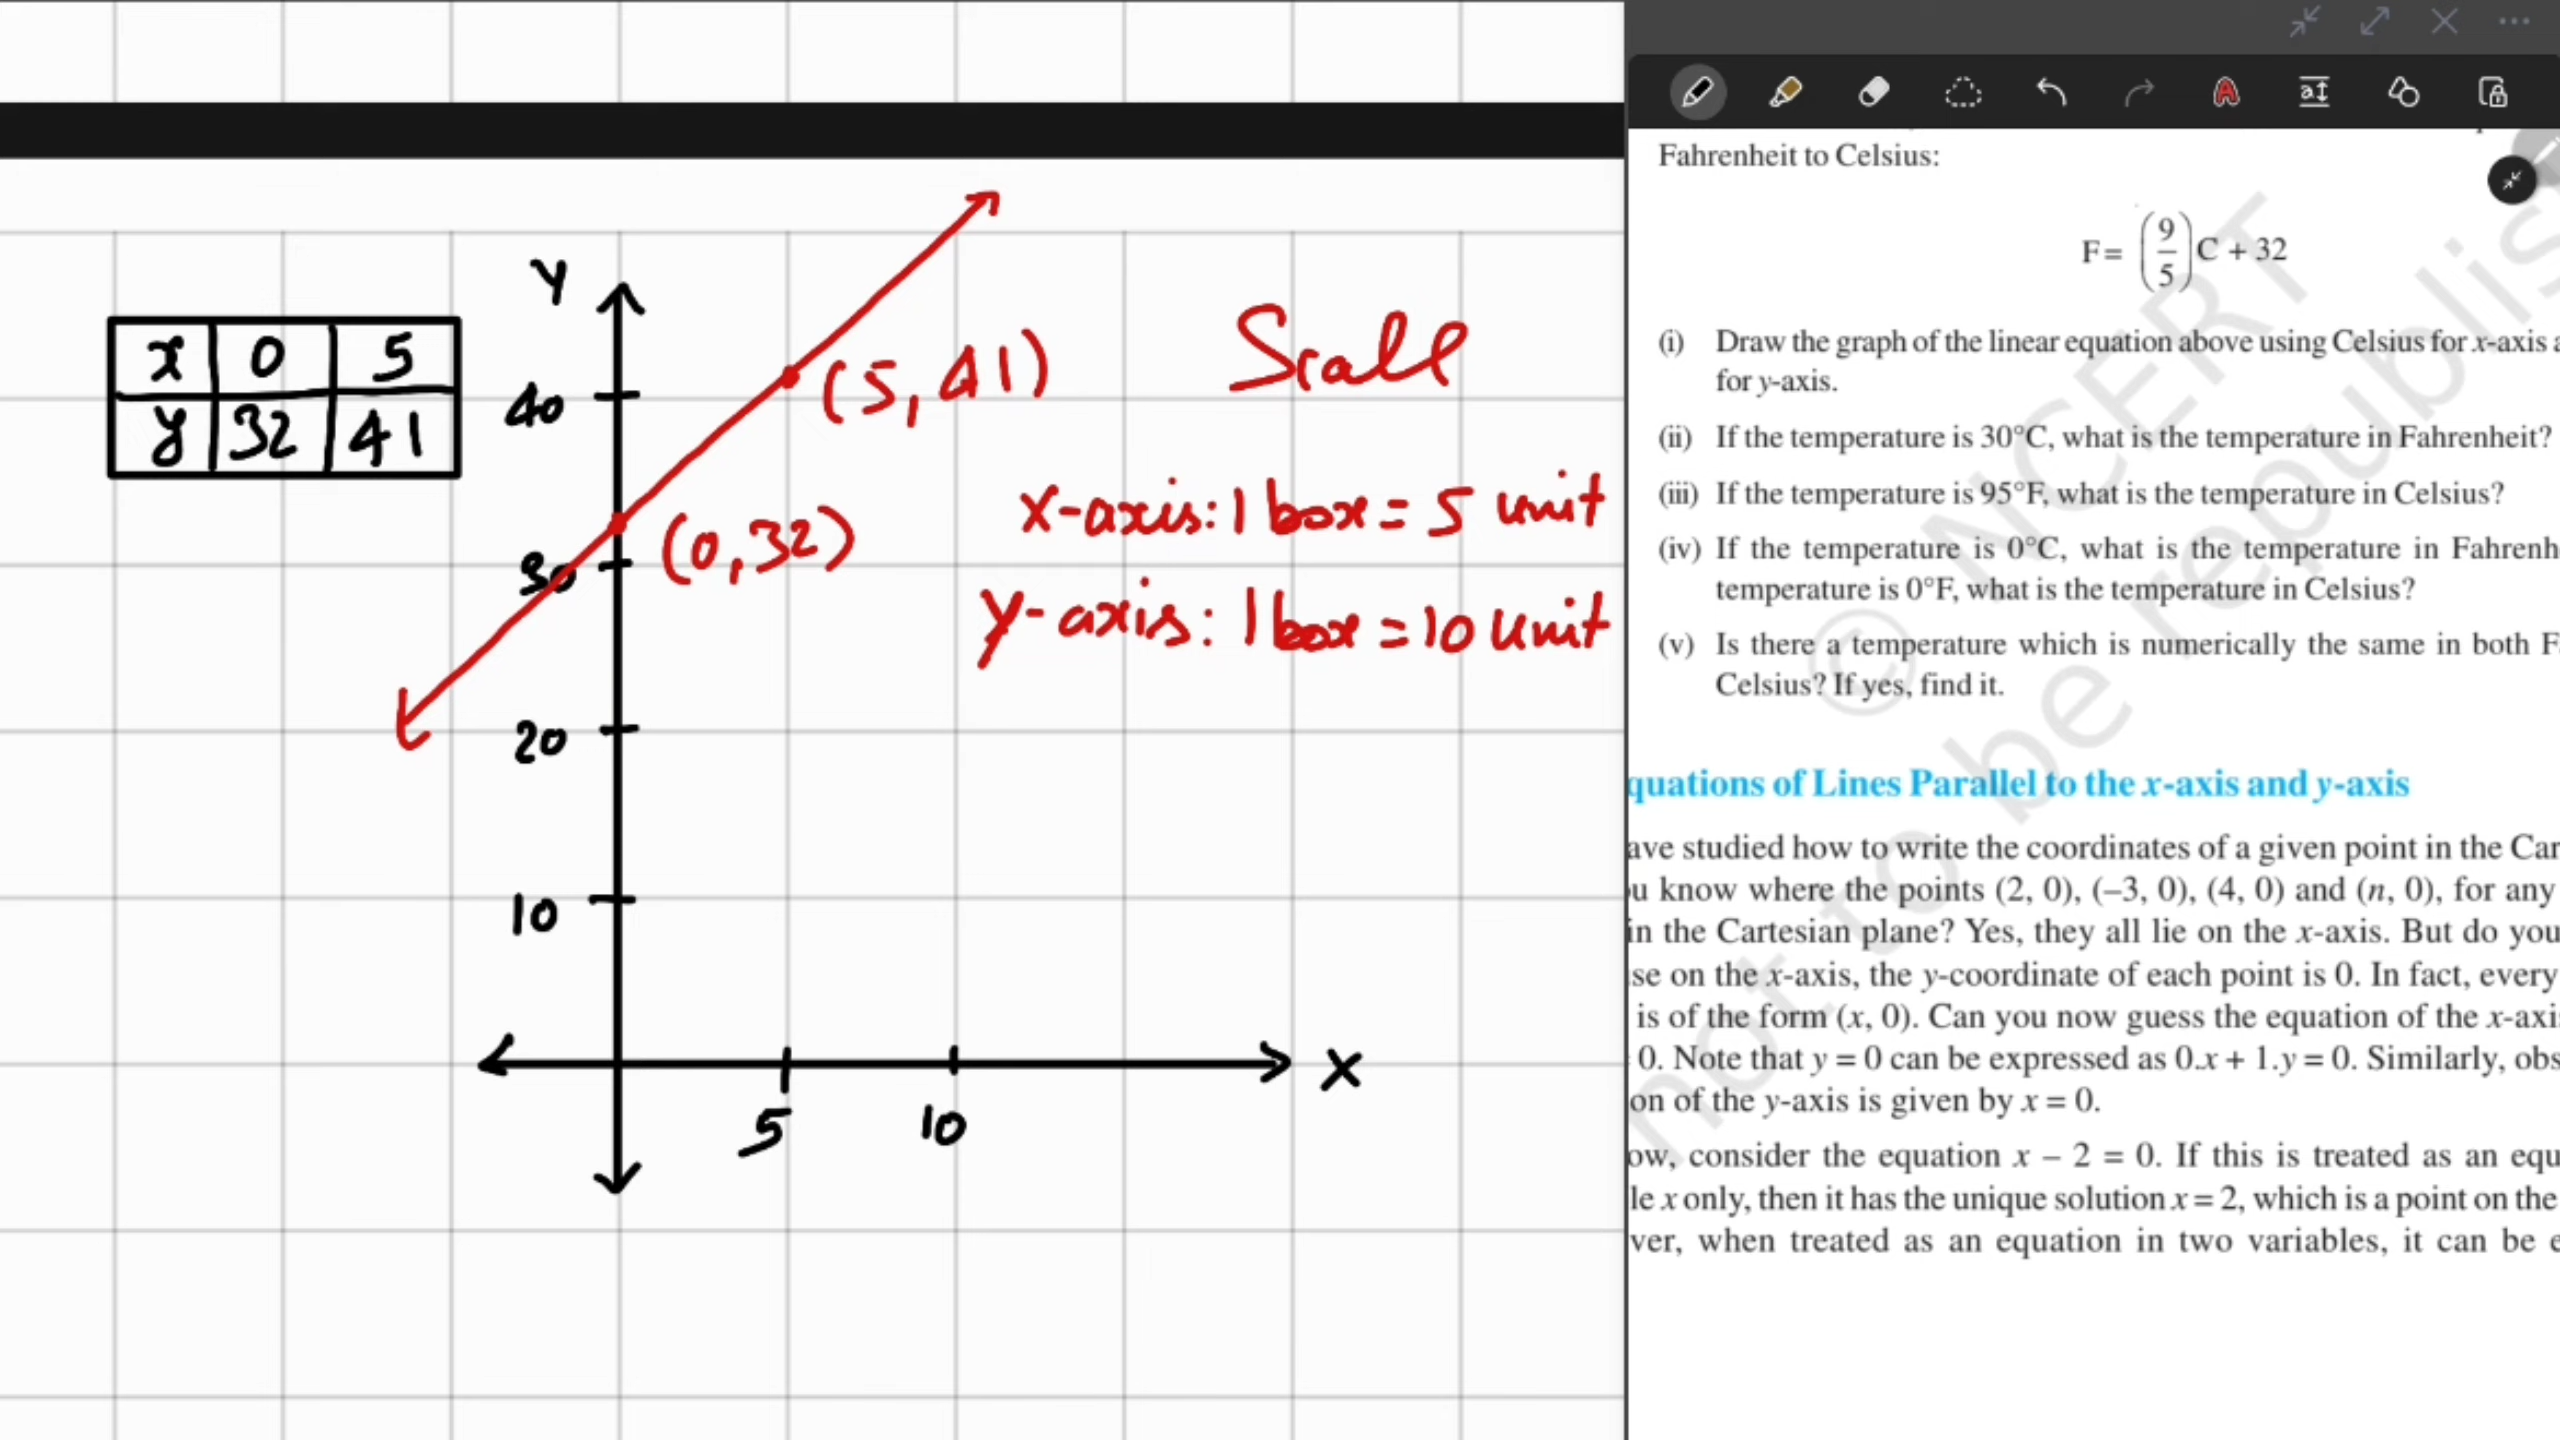 Y
x 0 5
y 32 41
40
(5, 41)
Scale
30
(0, 32)
x-axis: 1 box = 5 unit
y-axis: 1 box = 10 unit
20
10
X
5 10
Fahrenheit to Celsius:
F = (9/5) C + 32
(i) Draw the graph of the linear equation above using Celsius for x-axis a
for y-axis.
(ii) If the temperature is 30°C, what is the temperature in Fahrenheit?
(iii) If the temperature is 95°F, what is the temperature in Celsius?
(iv) If the temperature is 0°C, what is the temperature in Fahrenh
temperature is 0°F, what is the temperature in Celsius?
(v) Is there a temperature which is numerically the same in both F
Celsius? If yes, find it.
quations of Lines Parallel to the x-axis and y-axis
ave studied how to write the coordinates of a given point in the Car
u know where the points (2, 0), (–3, 0), (4, 0) and (n, 0), for any
in the Cartesian plane? Yes, they all lie on the x-axis. But do you
se on the x-axis, the y-coordinate of each point is 0. In fact, every
is of the form (x, 0). Can you now guess the equation of the x-axi
0. Note that y = 0 can be expressed as 0.x + 1.y = 0. Similarly, obs
on of the y-axis is given by x = 0.
ow, consider the equation x – 2 = 0. If this is treated as an equ
le x only, then it has the unique solution x = 2, which is a point on the
ver, when treated as an equation in two variables, it can be e
© NCERT
not to be republis